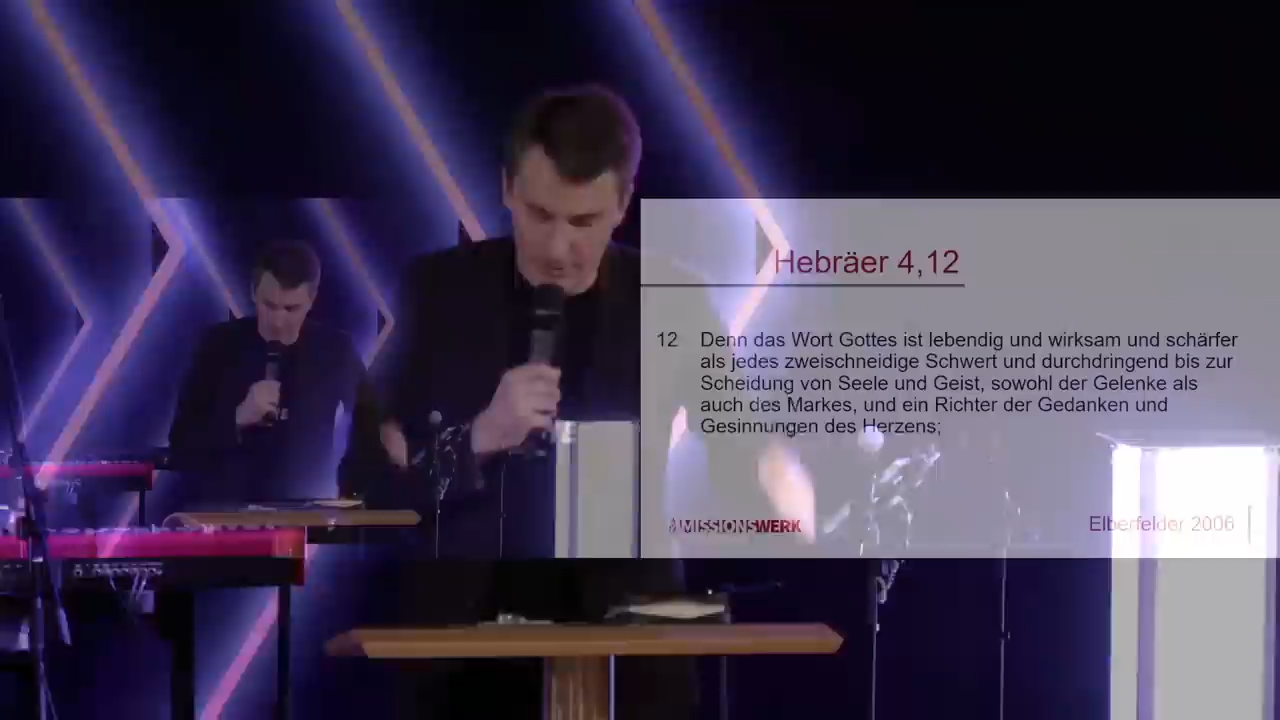 Hebräer 4,12
12 Denn das Wort Gottes ist lebendig und wirksam und schärfer
als jedes zweischneidige Schwert und durchdringend bis zur
Scheidung von Seele und Geist, sowohl der Gelenke als
auch des Markes, und ein Richter der Gedanken und
Gesinnungen des Herzens;
MISSIONSWERK
Elberfelder 2006